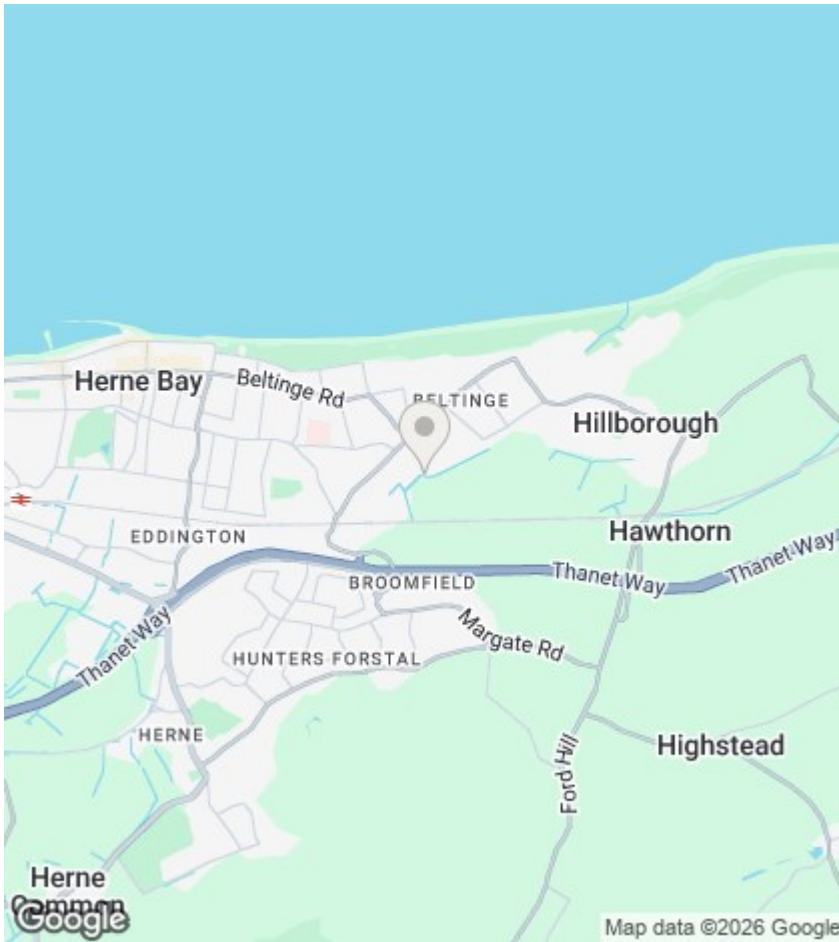 Herne Bay
Beltinge Rd
BELTINGE
Hillborough
EDDINGTON
Hawthorn
BROOMFIELD
Thanet Way
Thanet Way
Thanet Way
Margate Rd
HUNTERS FORSTAL
HERNE
Highstead
Ford Hill
Herne
Common
Google
Map data ©2026 Google